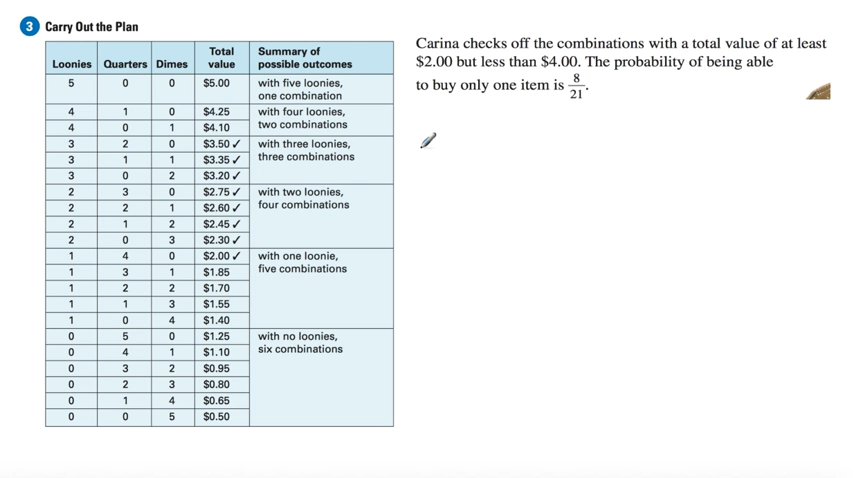 3 Carry Out the Plan
Loonies Quarters Dimes Total value Summary of possible outcomes
5 0 0 $5.00 with five loonies, one combination
4 1 0 $4.25 with four loonies, two combinations
4 0 1 $4.10
3 2 0 $3.50 ✓ with three loonies, three combinations
3 1 1 $3.35 ✓
3 0 2 $3.20 ✓
2 3 0 $2.75 ✓ with two loonies, four combinations
2 2 1 $2.60 ✓
2 1 2 $2.45 ✓
2 0 3 $2.30 ✓
1 4 0 $2.00 ✓ with one loonie, five combinations
1 3 1 $1.85
1 2 2 $1.70
1 1 3 $1.55
1 0 4 $1.40
0 5 0 $1.25 with no loonies, six combinations
0 4 1 $1.10
0 3 2 $0.95
0 2 3 $0.80
0 1 4 $0.65
0 0 5 $0.50
Carina checks off the combinations with a total value of at least
$2.00 but less than $4.00. The probability of being able
to buy only one item is 8/21.